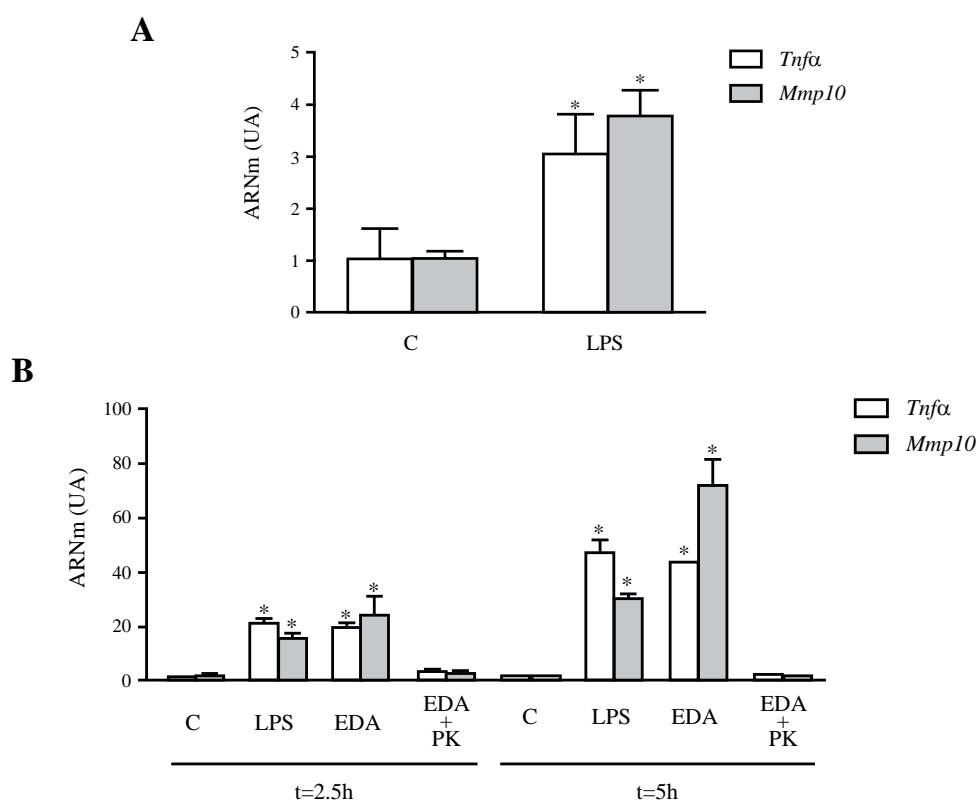 A
Tnfα
Mmp10
ARNm (UA)
5
4
3
2
1
0
* *
C LPS
B
Tnfα
Mmp10
ARNm (UA)
100
80
60
40
20
0
* * * * * * * *
C LPS EDA EDA + PK C LPS EDA EDA + PK
t=2.5h t=5h